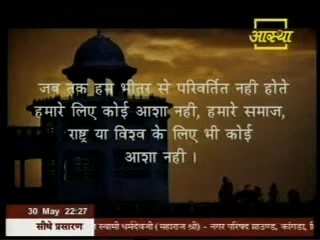 आस्था
जब तक हम भीतर से परिवर्तित नही होते
हमारे लिए कोई आशा नही, हमारे समाज,
राष्ट्र या विश्व के लिए भी कोई
आशा नही ।
30 May 22:27
सीधे प्रसारण
स्वामी धर्मदेवजी (महाराज श्री) - नगर परिषद ग्राउण्ड, कांगडा,